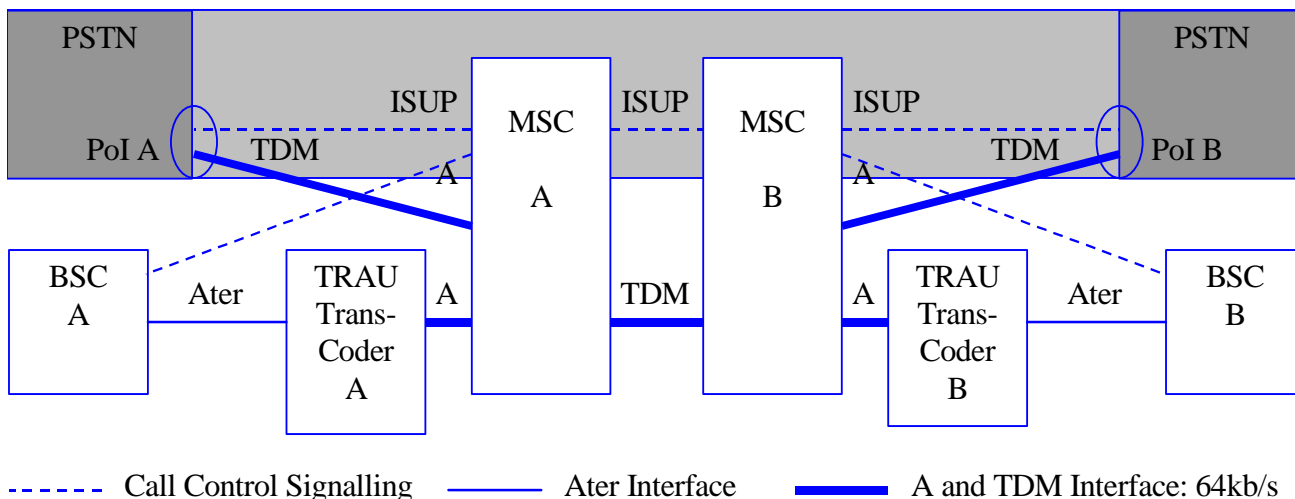 PSTN
PSTN
ISUP
ISUP
ISUP
MSC
A
MSC
B
PoI A
TDM
TDM
PoI B
A
A
BSC
A
Ater
TRAU
Trans-
Coder
A
A
TDM
A
TRAU
Trans-
Coder
B
Ater
BSC
B
Call Control Signalling
Ater Interface
A and TDM Interface: 64kb/s